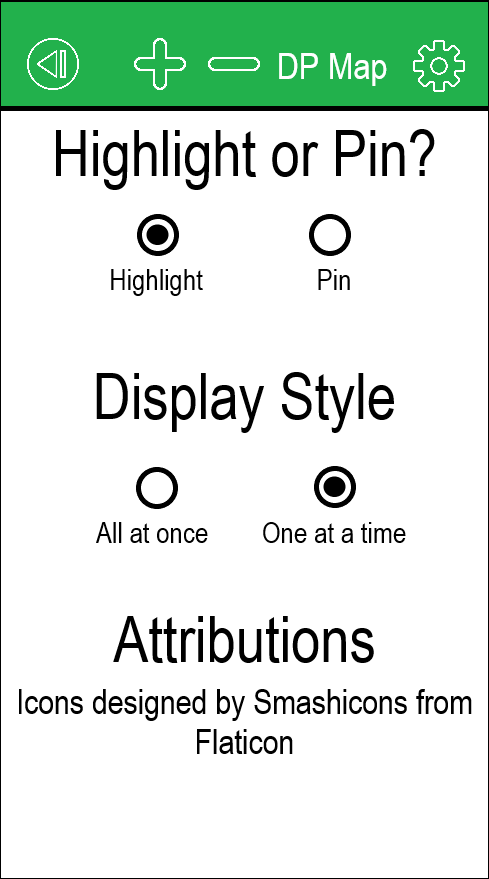 DP Map
Highlight or Pin?
Highlight Pin
Display Style
All at once One at a time
Attributions
Icons designed by Smashicons from
Flaticon